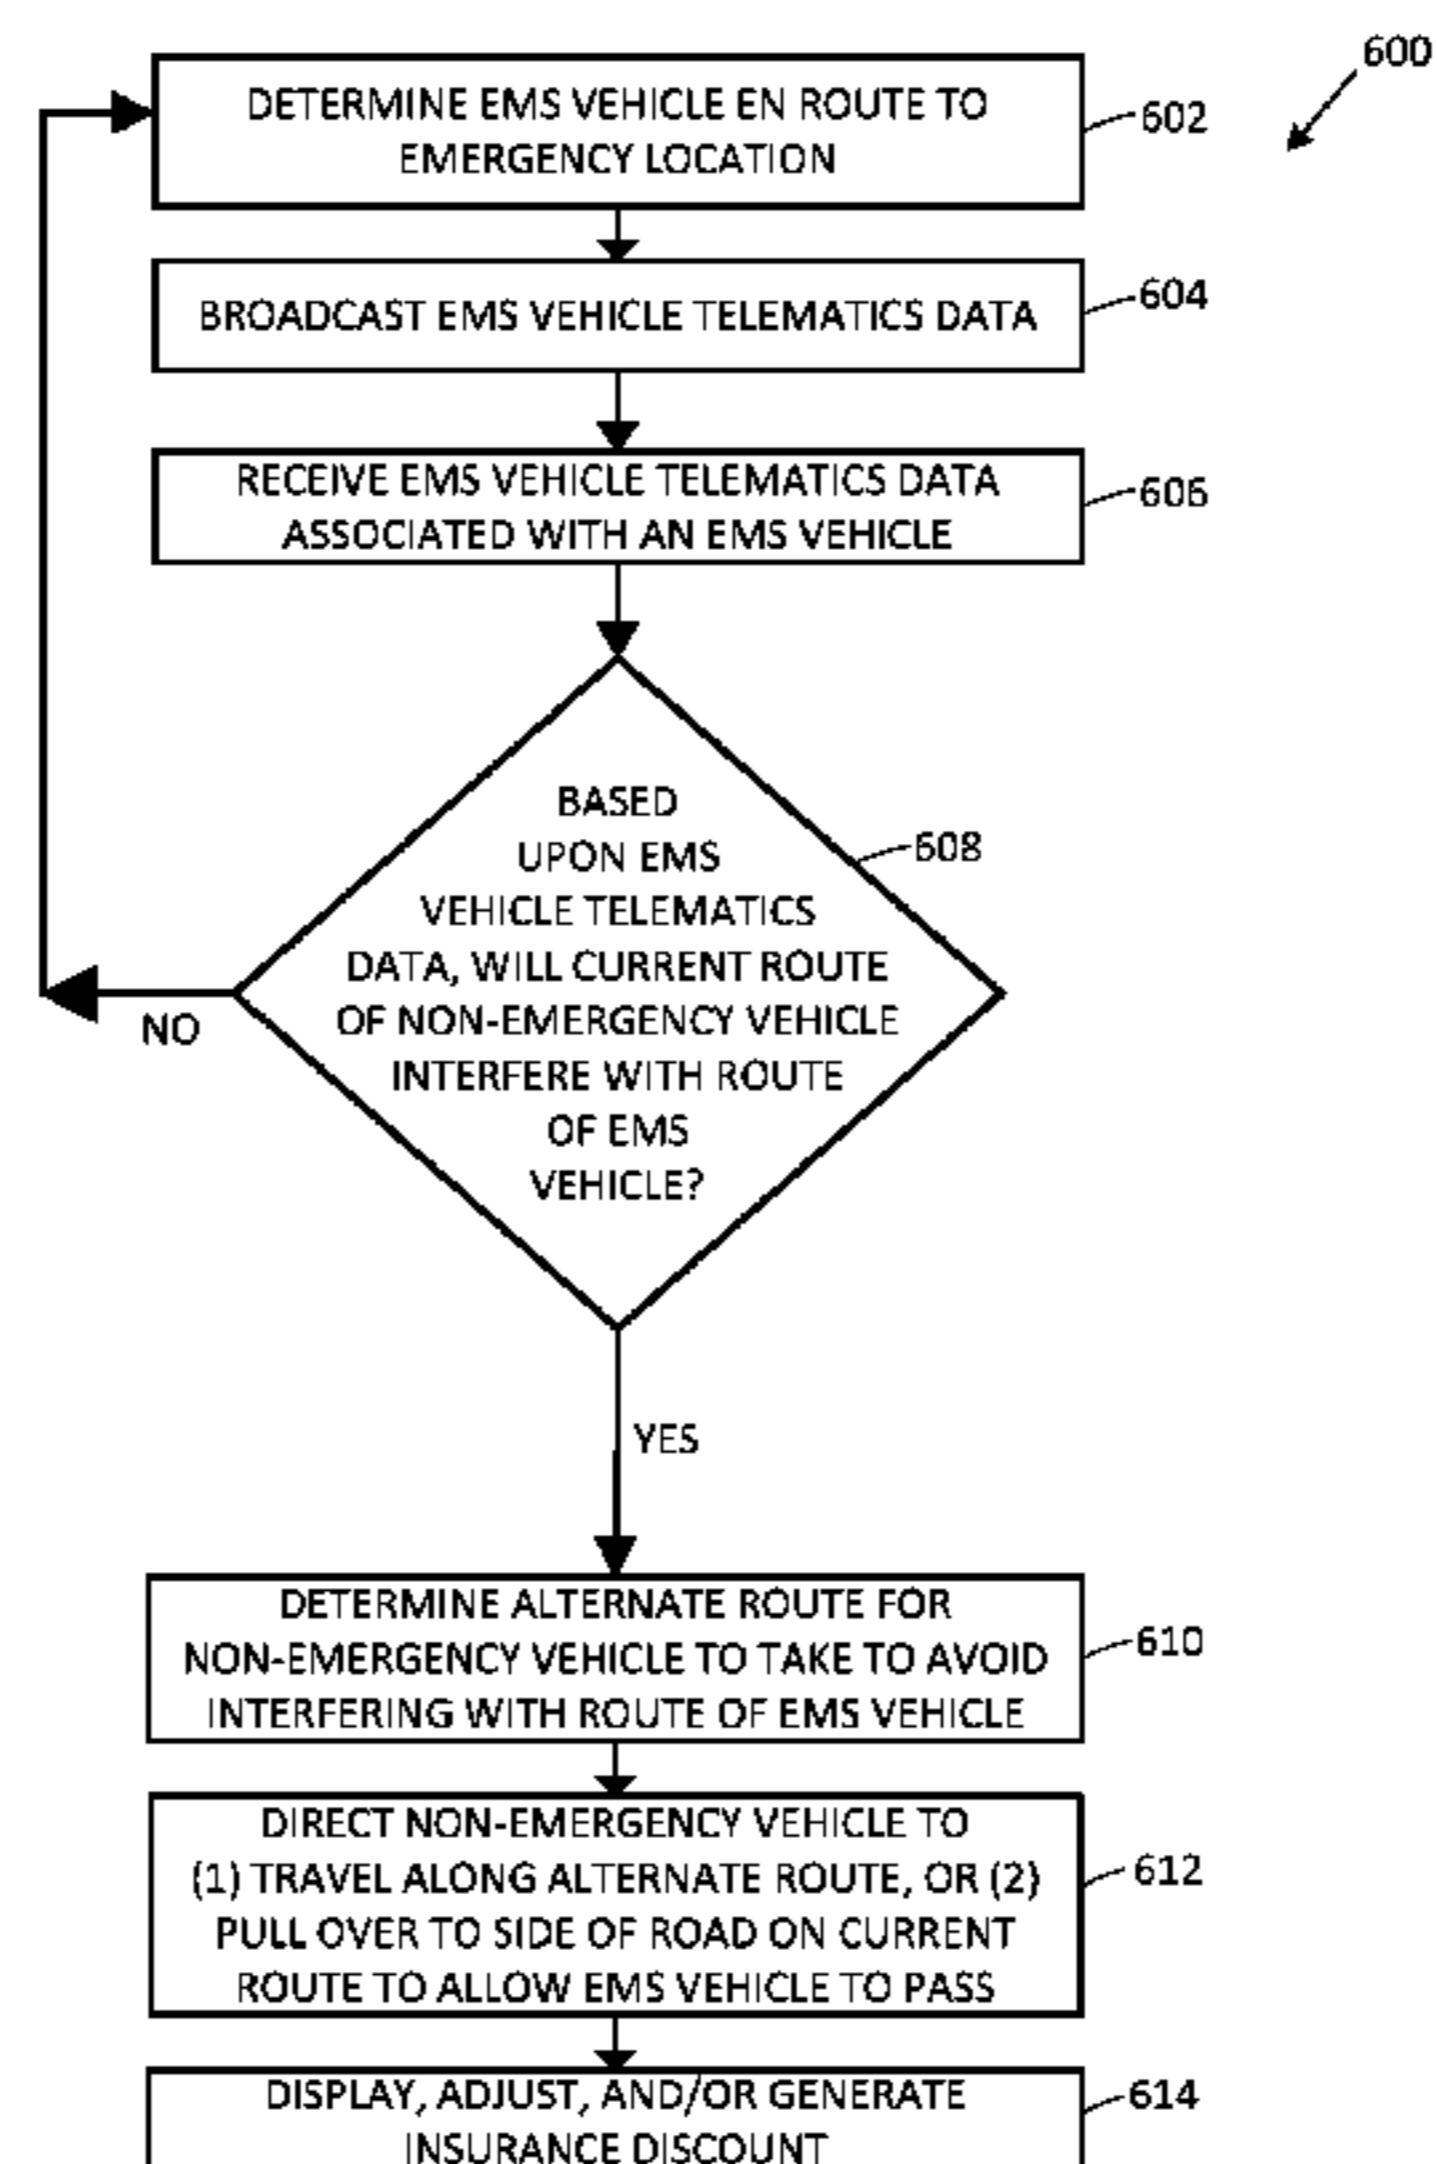 600
DETERMINE EMS VEHICLE EN ROUTE TO
EMERGENCY LOCATION
602
BROADCAST EMS VEHICLE TELEMATICS DATA
604
RECEIVE EMS VEHICLE TELEMATICS DATA
ASSOCIATED WITH AN EMS VEHICLE
606
BASED
UPON EMS
VEHICLE TELEMATICS
DATA, WILL CURRENT ROUTE
OF NON-EMERGENCY VEHICLE
INTERFERE WITH ROUTE
OF EMS
VEHICLE?
608
NO
YES
DETERMINE ALTERNATE ROUTE FOR
NON-EMERGENCY VEHICLE TO TAKE TO AVOID
INTERFERING WITH ROUTE OF EMS VEHICLE
610
DIRECT NON-EMERGENCY VEHICLE TO
(1) TRAVEL ALONG ALTERNATE ROUTE, OR (2)
PULL OVER TO SIDE OF ROAD ON CURRENT
ROUTE TO ALLOW EMS VEHICLE TO PASS
612
DISPLAY, ADJUST, AND/OR GENERATE
INSURANCE DISCOUNT
614